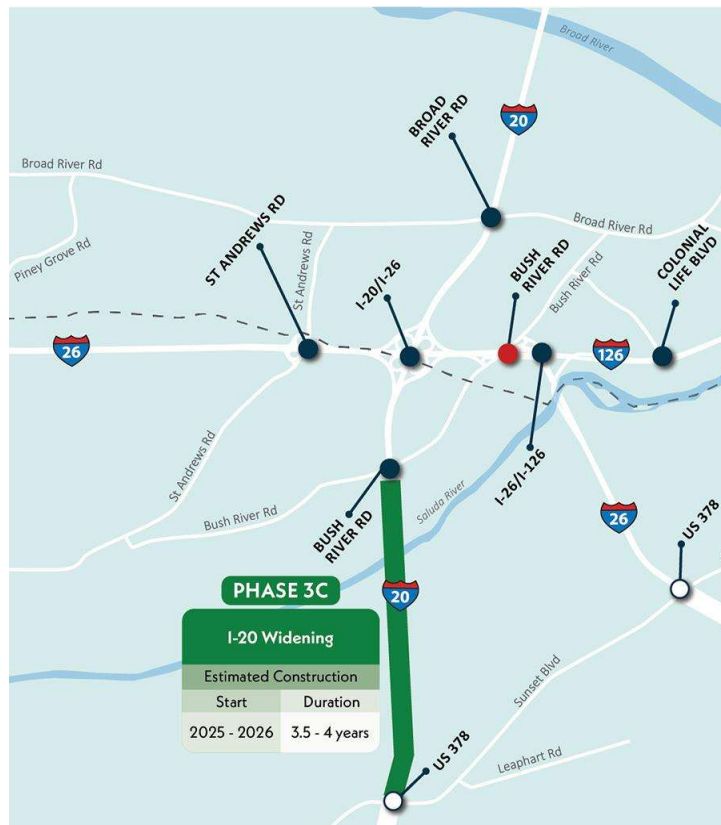 Broad River
20
BROAD
RIVER RD
Broad River Rd
Piney Grove Rd
ST ANDREWS RD
St Andrews Rd
I-20/I-26
BUSH
RIVER RD
Bush River Rd
Broad River Rd
COLONIAL
LIFE BLVD
26
126
St Andrews Rd
Bush River Rd
BUSH
RIVER RD
Saluda River
I-26/I-126
26
US 378
20
PHASE 3C
I-20 Widening
Estimated Construction
Start Duration
2025 - 2026 3.5 - 4 years
Sunset Blvd
Leaphart Rd
US 378